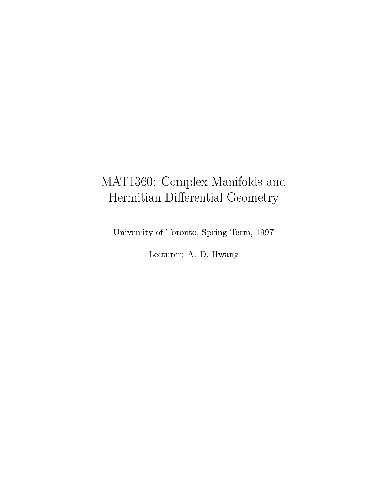 MAT1360: Complex Manifolds and
Hermitian Differential Geometry
University of Toronto, Spring Term, 1997
Lecturer: A. D. Hwang